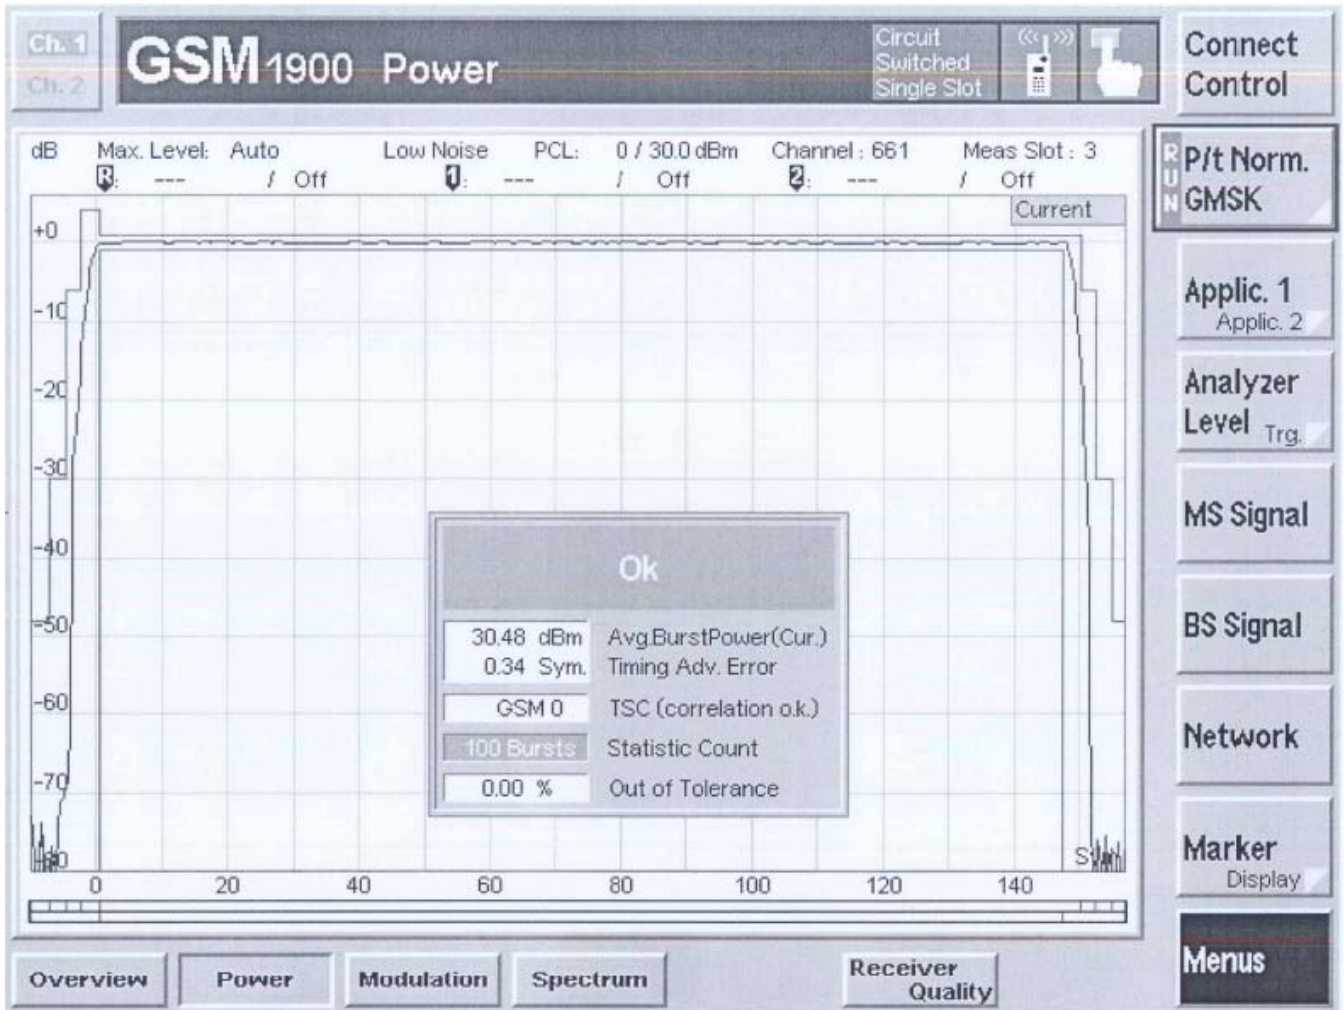 Ch. 1
Ch. 2
GSM 1900 Power
Circuit
Switched
Single Slot
Connect
Control
dB Max. Level: Auto Low Noise PCL: 0 / 30.0 dBm Channel : 661 Meas Slot : 3
R: --- / Off 1: --- / Off 2: --- / Off
Current
+0
-10
-20
-30
-40
-50
-60
-70
-80
0 20 40 60 80 100 120 140
Ok
30.48 dBm Avg.BurstPower(Cur.)
0.34 Sym. Timing Adv. Error
GSM 0 TSC (correlation o.k.)
100 Bursts Statistic Count
0.00 % Out of Tolerance
RUN
P/t Norm.
GMSK
Applic. 1
Applic. 2
Analyzer
Level Trg.
MS Signal
BS Signal
Network
Marker
Display
Menus
Overview
Power
Modulation
Spectrum
Receiver
Quality